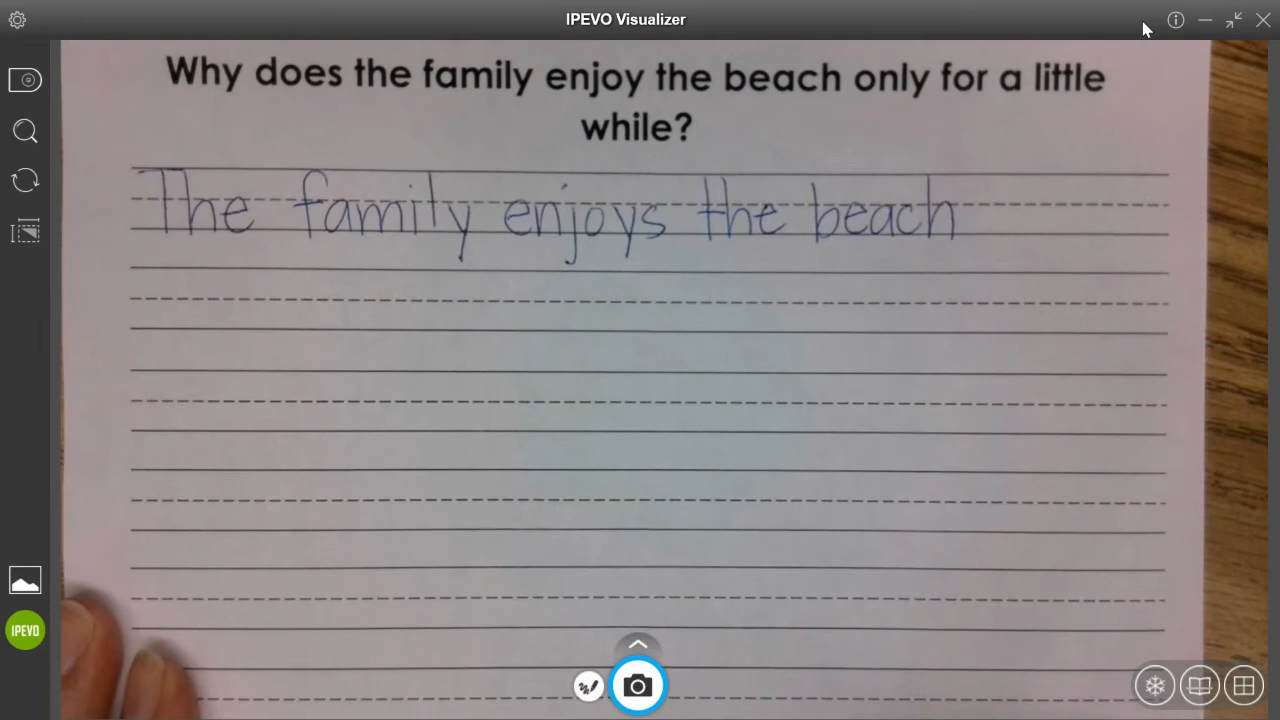 IPEVO Visualizer
Why does the family enjoy the beach only for a little
while?
The family enjoys the beach
IPEVO